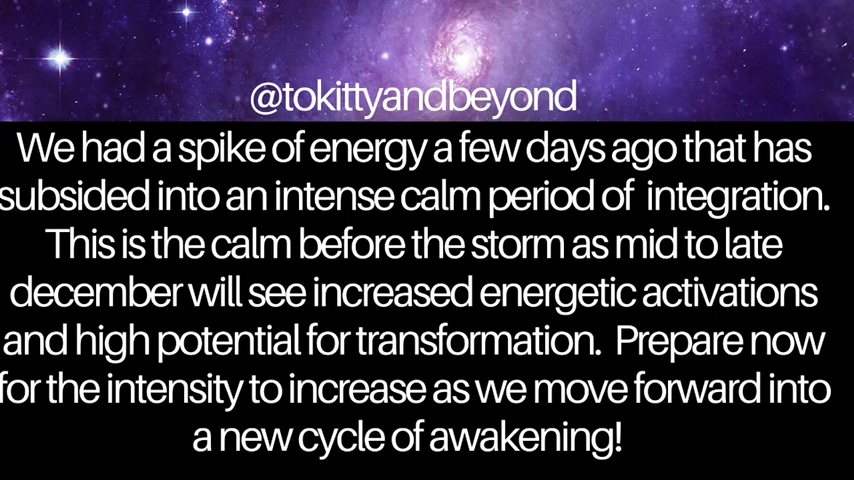 @tokittyandbeyond
We had a spike of energy a few days ago that has
subsided into an intense calm period of integration.
This is the calm before the storm as mid to late
december will see increased energetic activations
and high potential for transformation. Prepare now
for the intensity to increase as we move forward into
a new cycle of awakening!